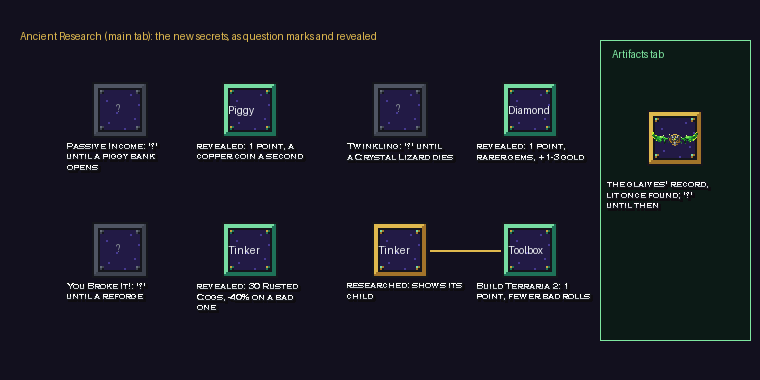 Ancient Research (main tab): the new secrets, as question marks and revealed
Artifacts tab
?
Piggy
?
Diamond
Passive Income: '?'
until a piggy bank
opens
revealed: 1 point, a
copper coin a second
Twinkling: '?' until
a Crystal Lizard dies
revealed: 1 point,
rarer gems, +1-3 gold
the glaives' record,
lit once found; '?'
until then
?
Tinker
Tinker
Toolbox
You Broke It!: '?'
until a reforge
revealed: 30 Rusted
Cogs, -40% on a bad
one
researched: shows its
child
Build Terraria 2: 1
point, fewer bad rolls